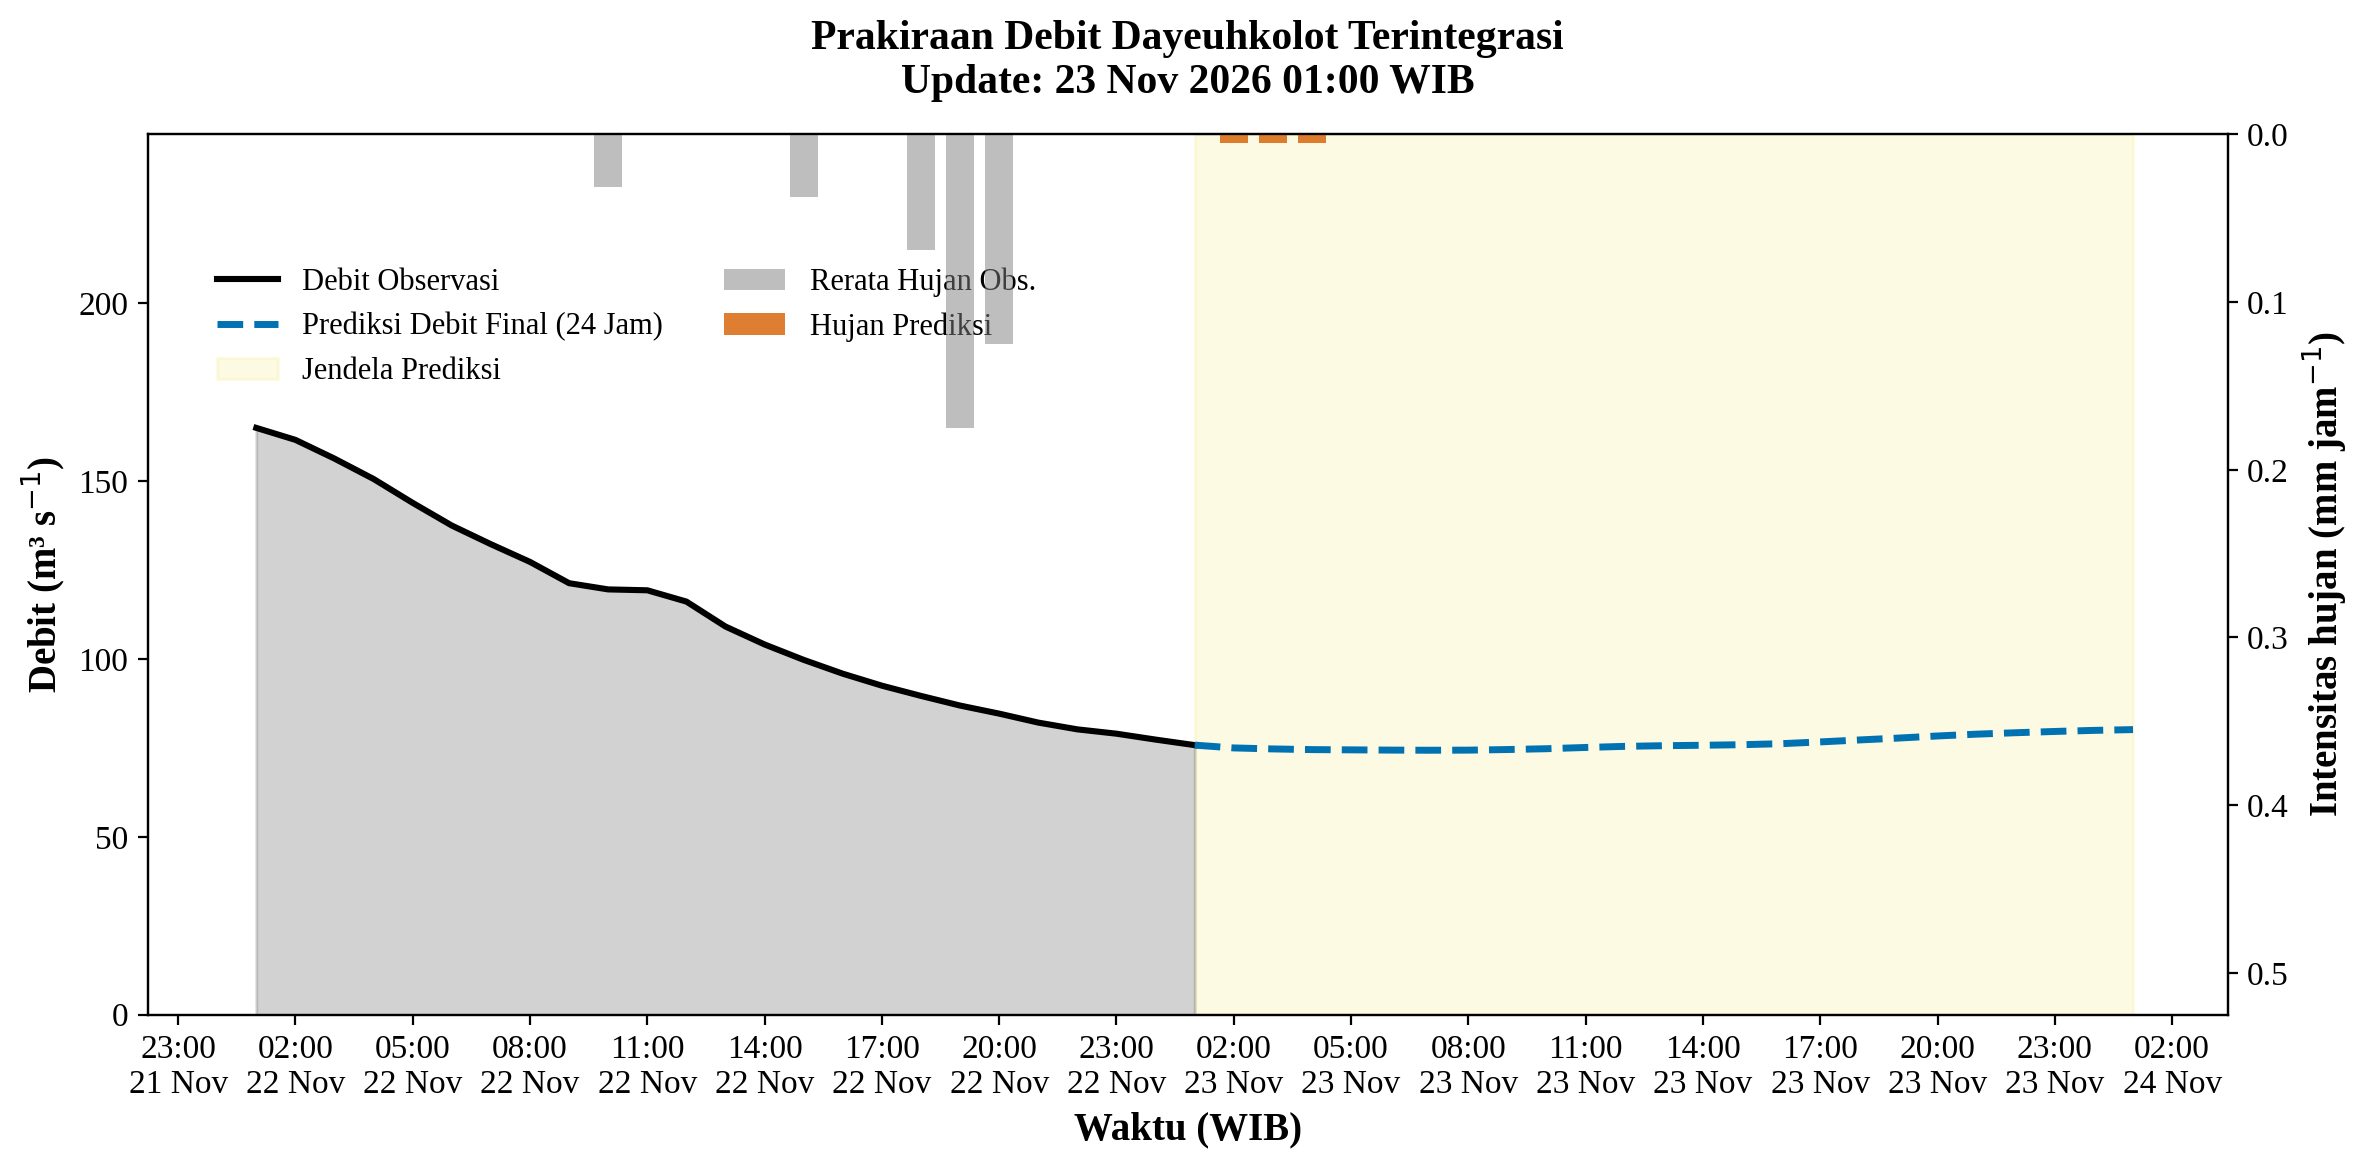 Prakiraan Debit Dayeuhkolot Terintegrasi
Update: 23 Nov 2026 01:00 WIB
Debit Observasi
Prediksi Debit Final (24 Jam)
Jendela Prediksi
Rerata Hujan Obs.
Hujan Prediksi
Debit (m³ s⁻¹)
200
150
100
50
0
0.0
0.1
0.2
0.3
0.4
0.5
Intensitas hujan (mm jam⁻¹)
23:00 02:00 05:00 08:00 11:00 14:00 17:00 20:00 23:00 02:00 05:00 08:00 11:00 14:00 17:00 20:00 23:00 02:00
21 Nov 22 Nov 22 Nov 22 Nov 22 Nov 22 Nov 22 Nov 22 Nov 22 Nov 23 Nov 23 Nov 23 Nov 23 Nov 23 Nov 23 Nov 23 Nov 23 Nov 24 Nov
Waktu (WIB)